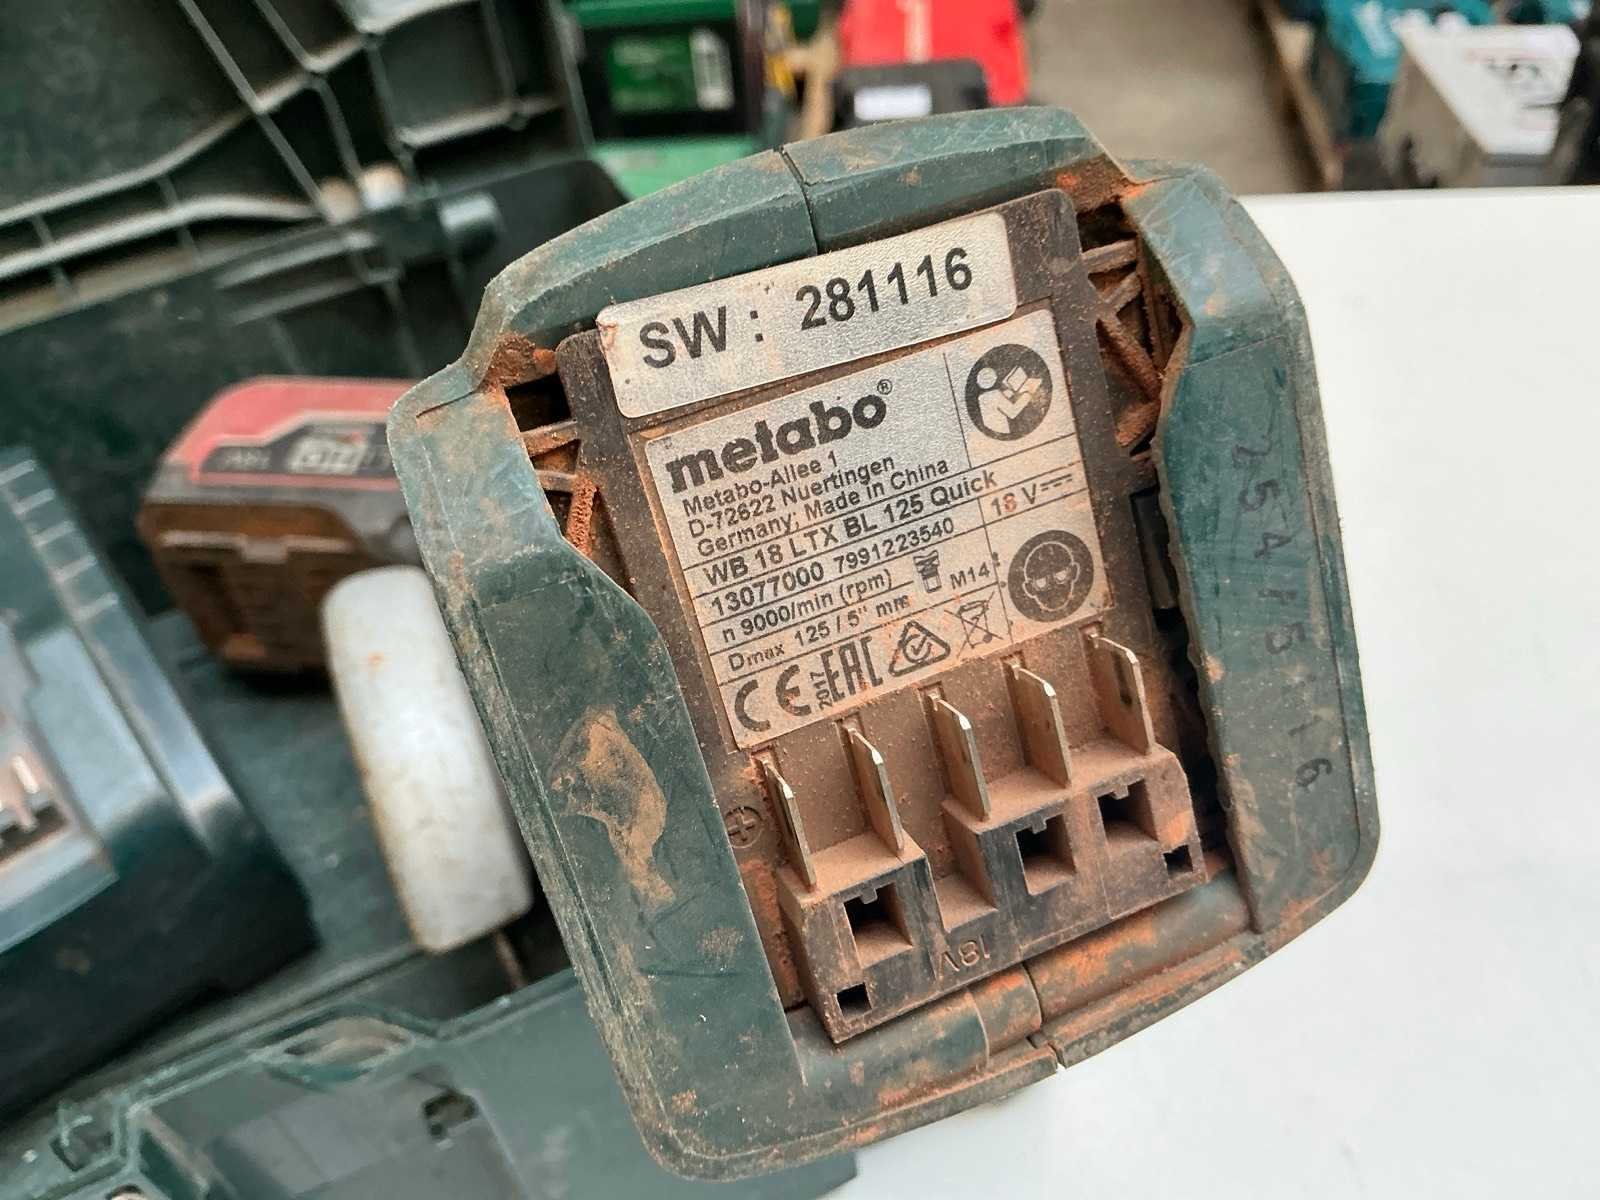 SW: 281116
metabo®
Metabo-Allee 1
D-72622 Nuertingen
Germany; Made in China
WB 18 LTX BL 125 Quick
18 V
13077000 7991223540
n 9000/min (rpm)
M14
Dmax 125 / 5" mm
CE 2017 EAC
18V